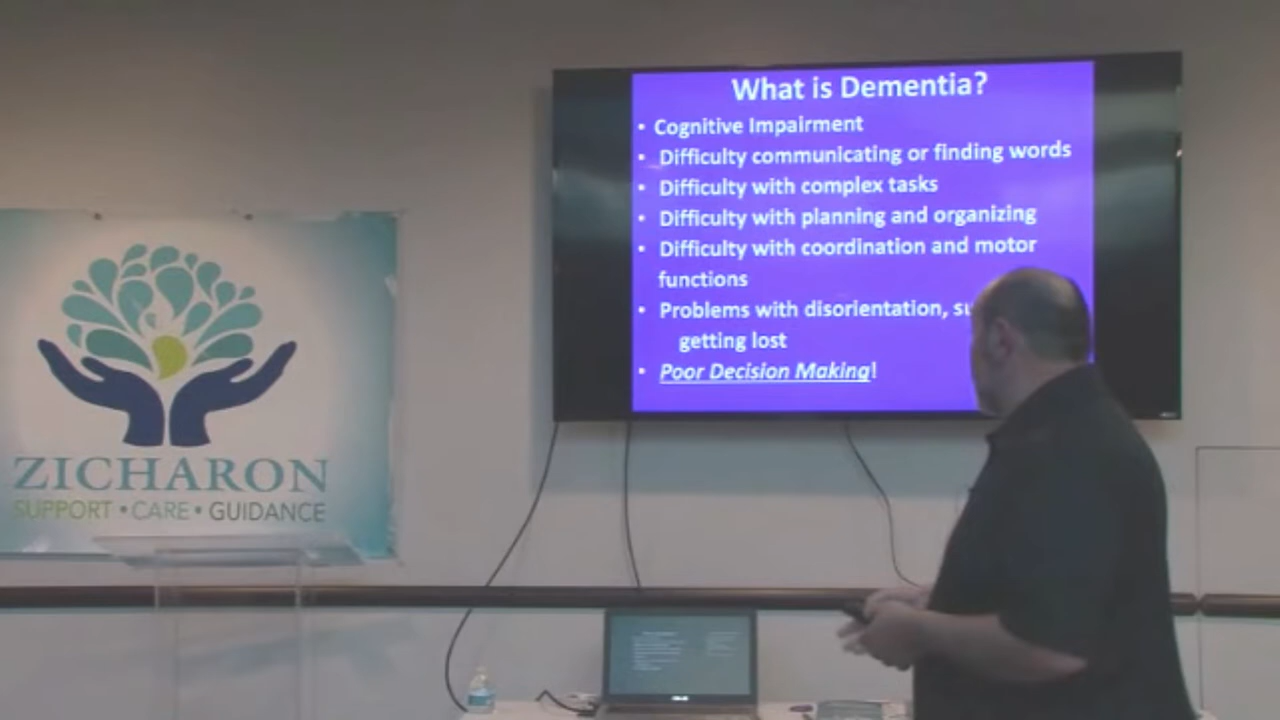 What is Dementia?
• Cognitive Impairment
• Difficulty communicating or finding words
• Difficulty with complex tasks
• Difficulty with planning and organizing
• Difficulty with coordination and motor
functions
• Problems with disorientation,
getting lost
• Poor Decision Making!
ZICHARON
SUPPORT • CARE • GUIDANCE
ASUS